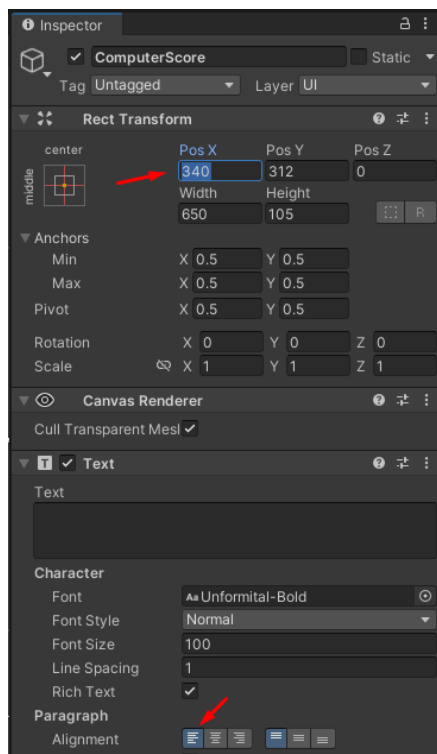 Inspector
ComputerScore Static
Tag Untagged Layer UI
Rect Transform
center Pos X Pos Y Pos Z
middle 340 312 0
Width Height
650 105 R
Anchors
Min X 0.5 Y 0.5
Max X 0.5 Y 0.5
Pivot X 0.5 Y 0.5
Rotation X 0 Y 0 Z 0
Scale X 1 Y 1 Z 1
Canvas Renderer
Cull Transparent Mesl
T Text
Text
Character
Font Aa Unformital-Bold
Font Style Normal
Font Size 100
Line Spacing 1
Rich Text
Paragraph
Alignment